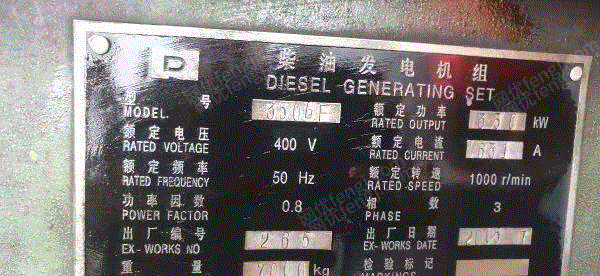 P
柴油发电机组
DIESEL GENERATING SET
型号
MODEL.
额定功率
RATED OUTPUT
kW
额定电压
RATED VOLTAGE
400 V
额定电流
RATED CURRENT
A
额定频率
RATED FREQUENCY
50 Hz
额定转速
RATED SPEED
1000 r/min
功率因数
POWER FACTOR
0.8
相数
PHASE
3
出厂编号
EX-WORKS NO
出厂日期
EX-WORKS DATE
重量
kg
检验标记
MARKINGS